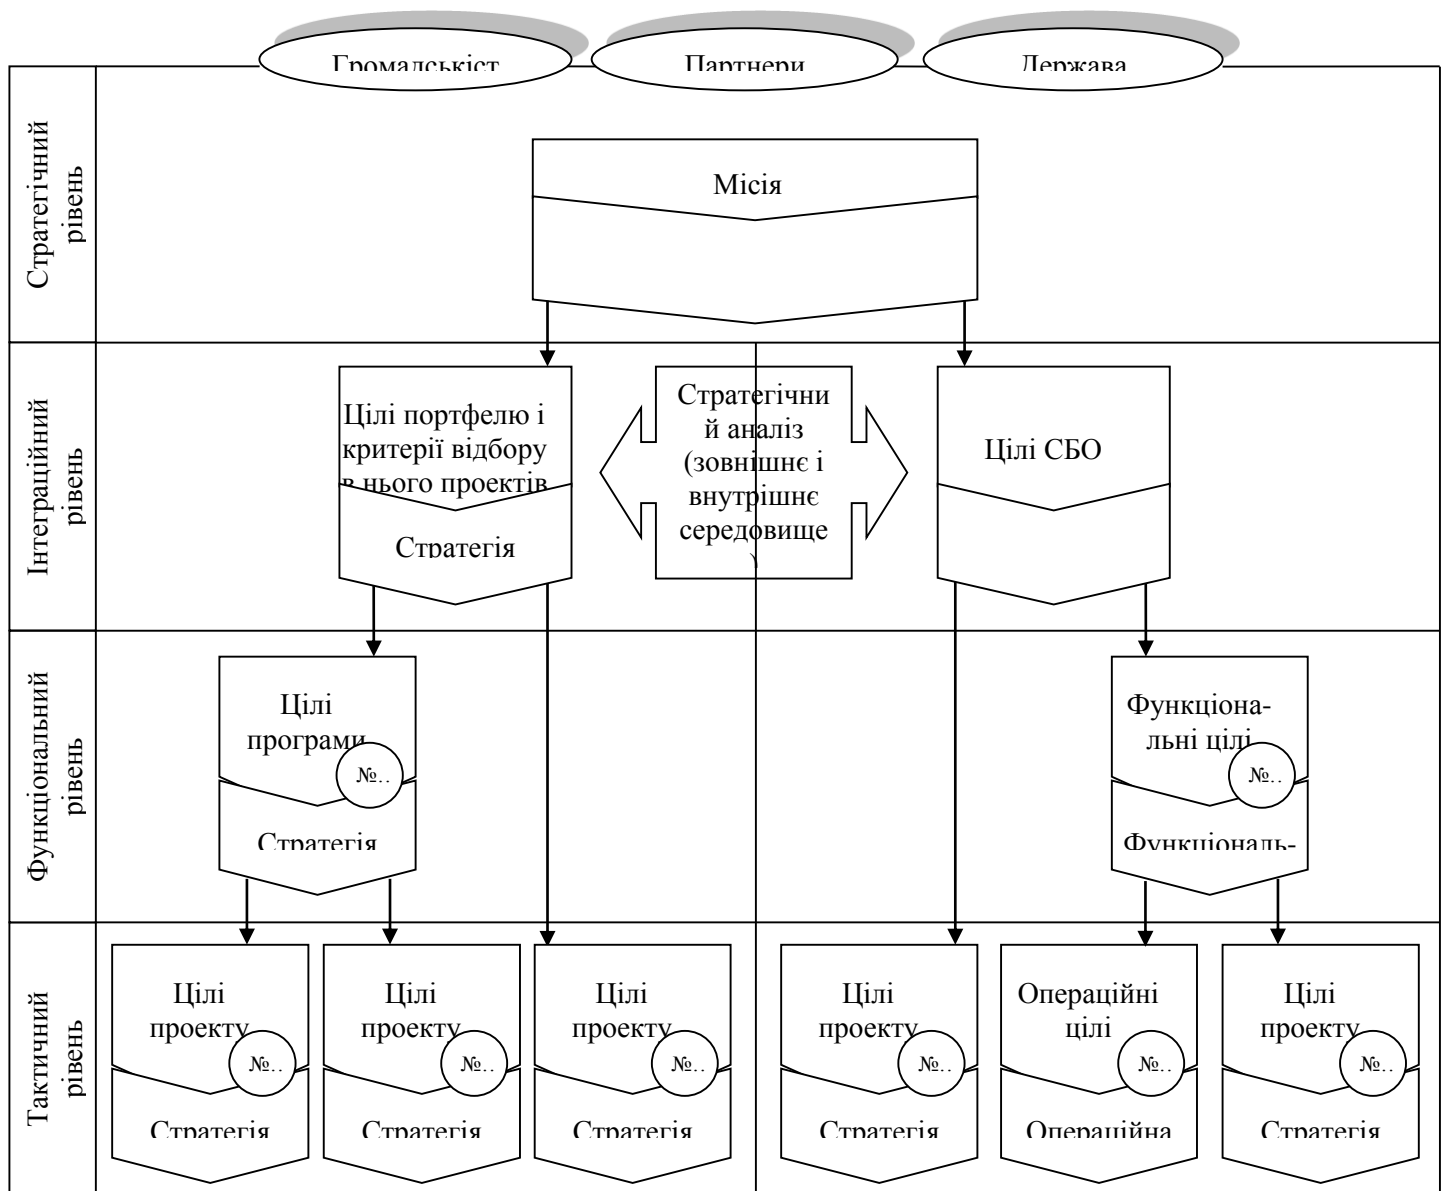 Громадськіст
Партнери
Держава
Стратегічний
рівень
Місія
Інтеграційний
рівень
Цілі портфелю і
критерії відбору
в нього проектів
Стратегія
Стратегічни
й аналіз
(зовнішнє і
внутрішнє
середовище
)
Цілі СБО
Функціональний
рівень
Цілі
програми
№..
Стратегія
Функціона-
льні цілі
№..
Функціональ-
Тактичний
рівень
Цілі
проекту
№..
Стратегія
Цілі
проекту
№..
Стратегія
Цілі
проекту
№..
Стратегія
Цілі
проекту
№..
Стратегія
Операційні
цілі
№..
Операційна
Цілі
проекту
№..
Стратегія